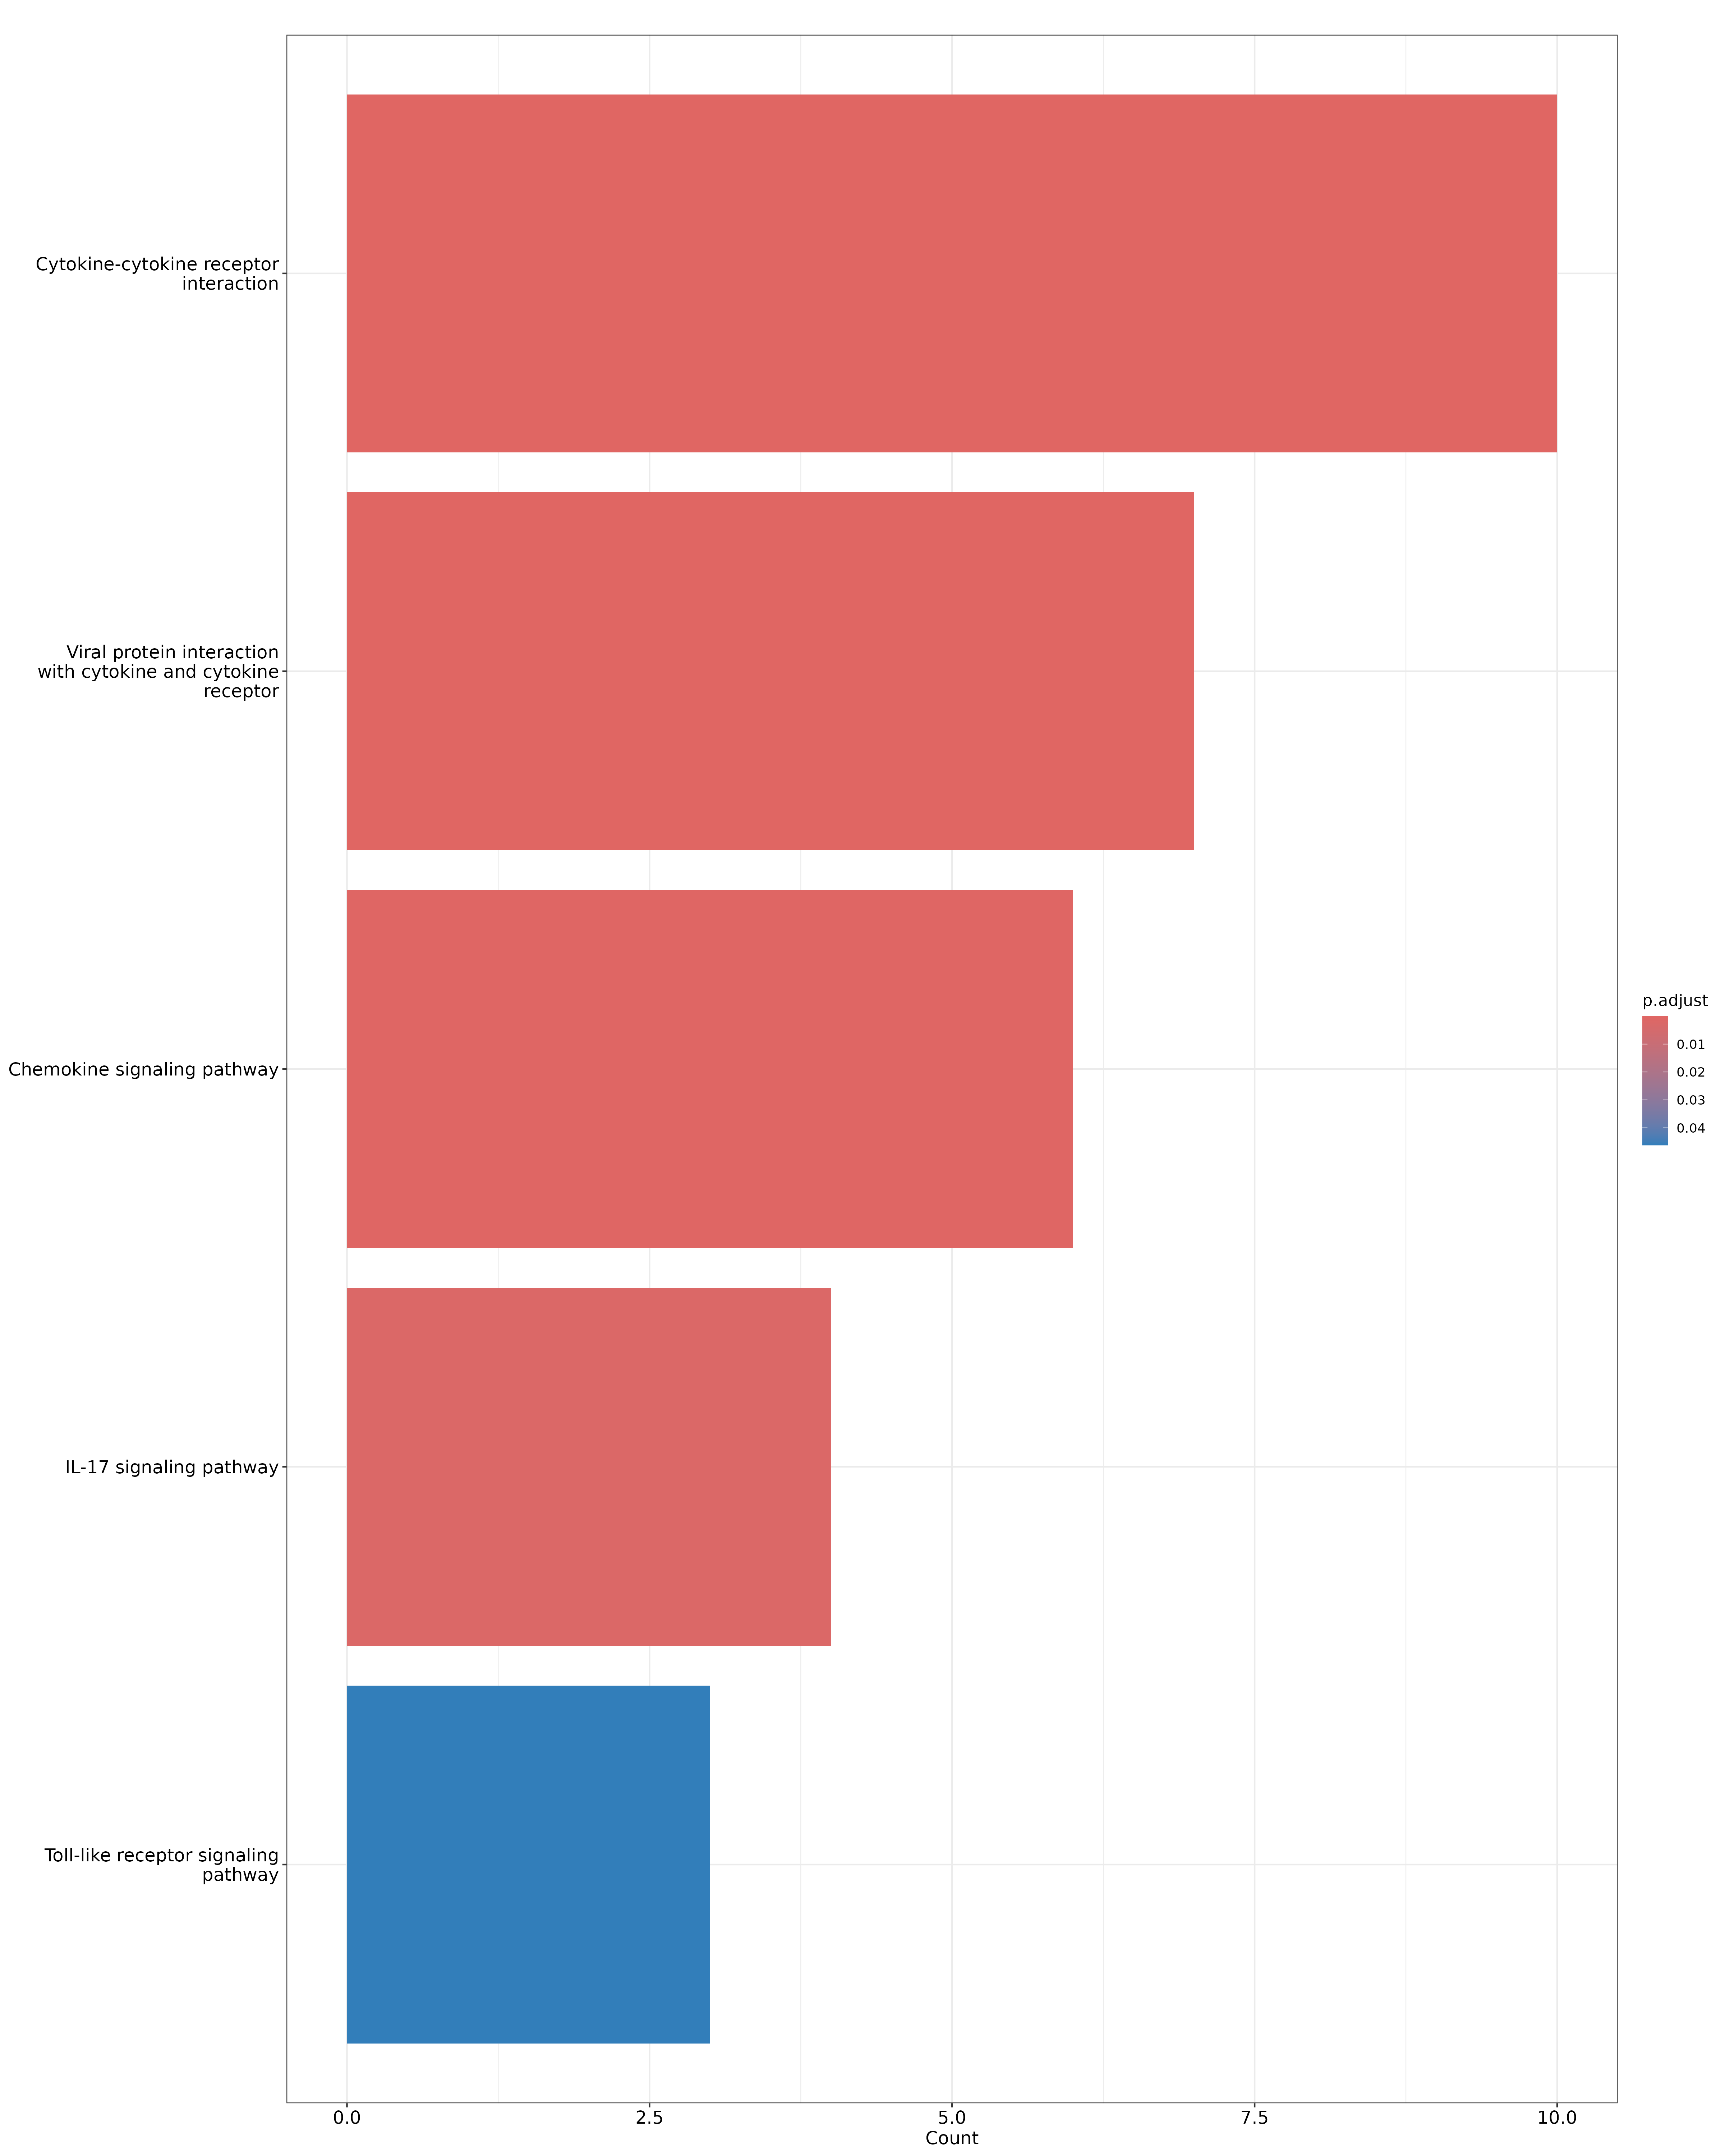 Cytokine-cytokine receptor
interaction
Viral protein interaction
with cytokine and cytokine
receptor
Chemokine signaling pathway
IL-17 signaling pathway
Toll-like receptor signaling
pathway
0.0 2.5 5.0 7.5 10.0
Count
p.adjust
0.01
0.02
0.03
0.04